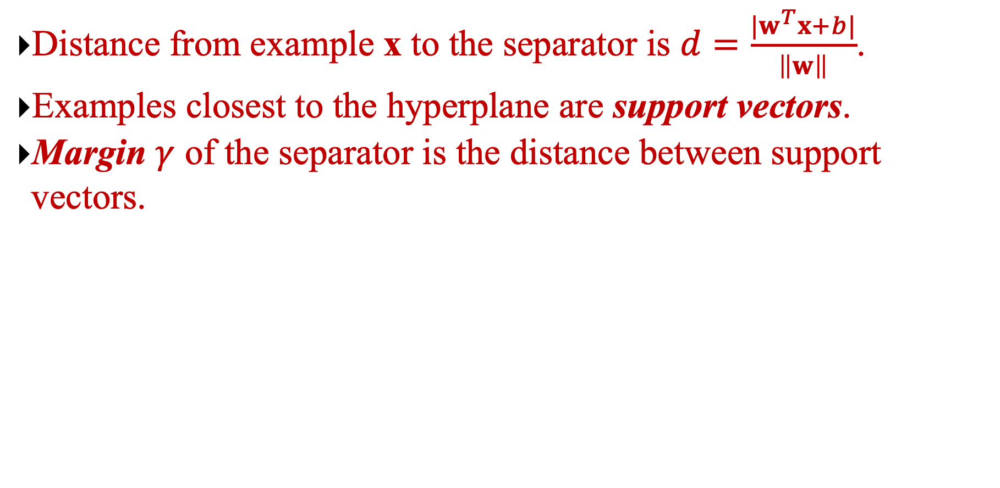 ▶Distance from example **x** to the separator is $d = \frac{|\mathbf{w}^T\mathbf{x}+b|}{\|\mathbf{w}\|}$.
▶Examples closest to the hyperplane are ***support vectors***.
▶***Margin*** $\gamma$ of the separator is the distance between support
vectors.